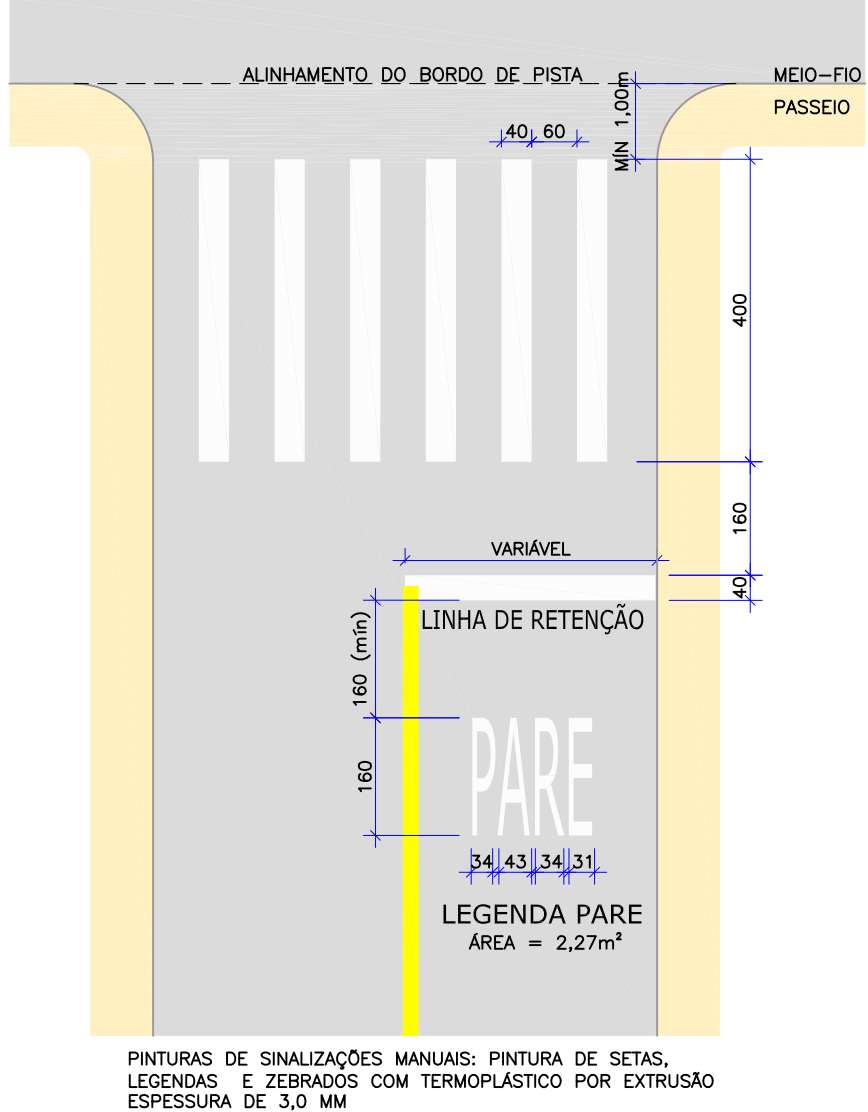 ALINHAMENTO DO BORDO DE PISTA
MEIO-FIO
PASSEIO
MÍN 1,00m
40
60
400
160
VARIÁVEL
40
LINHA DE RETENÇÃO
160 (mín)
PARE
160
34
43
34
31
LEGENDA PARE
ÁREA = 2,27m²
PINTURAS DE SINALIZAÇÕES MANUAIS: PINTURA DE SETAS,
LEGENDAS E ZEBRADOS COM TERMOPLÁSTICO POR EXTRUSÃO
ESPESSURA DE 3,0 MM